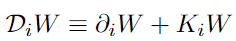 𝒟ᵢW ≡ ∂ᵢW + KᵢW